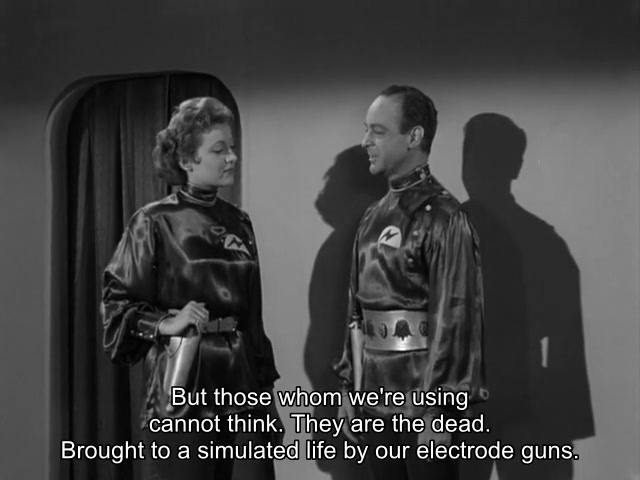 But those whom we're using
cannot think. They are the dead.
Brought to a simulated life by our electrode guns.